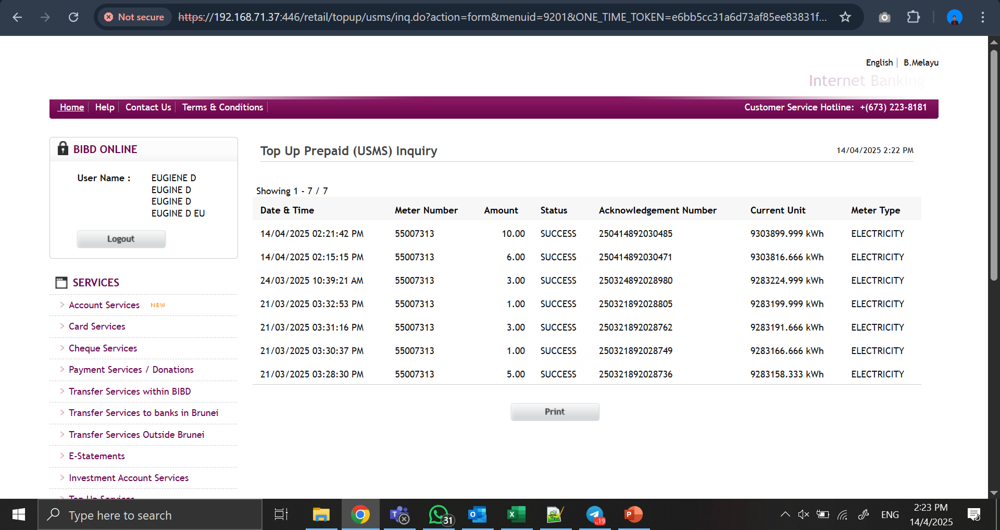 Not secure
https://192.168.71.37:446/retail/topup/usms/inq.do?action=form&menuid=9201&ONE_TIME_TOKEN=e6bb5cc31a6d73af85ee83831f...
English B.Melayu
Internet Banking
Home Help Contact Us Terms & Conditions Customer Service Hotline: +(673) 223-8181
BIBD ONLINE
User Name : EUGIENE D
EUGINE D
EUGINE D
EUGINE D EU
Logout
SERVICES
Account Services NEW
Card Services
Cheque Services
Payment Services / Donations
Transfer Services within BIBD
Transfer Services to banks in Brunei
Transfer Services Outside Brunei
E-Statements
Investment Account Services
Top Up Services
Top Up Prepaid (USMS) Inquiry 14/04/2025 2:22 PM
Showing 1 - 7 / 7
Date & Time Meter Number Amount Status Acknowledgement Number Current Unit Meter Type
14/04/2025 02:21:42 PM 55007313 10.00 SUCCESS 250414892030485 9303899.999 kWh ELECTRICITY
14/04/2025 02:15:15 PM 55007313 6.00 SUCCESS 250414892030471 9303816.666 kWh ELECTRICITY
24/03/2025 10:39:21 AM 55007313 3.00 SUCCESS 250324892028980 9283224.999 kWh ELECTRICITY
21/03/2025 03:32:53 PM 55007313 1.00 SUCCESS 250321892028805 9283199.999 kWh ELECTRICITY
21/03/2025 03:31:16 PM 55007313 3.00 SUCCESS 250321892028762 9283191.666 kWh ELECTRICITY
21/03/2025 03:30:37 PM 55007313 1.00 SUCCESS 250321892028749 9283166.666 kWh ELECTRICITY
21/03/2025 03:28:30 PM 55007313 5.00 SUCCESS 250321892028736 9283158.333 kWh ELECTRICITY
Print
Type here to search
31
..19
ENG
2:23 PM
14/4/2025